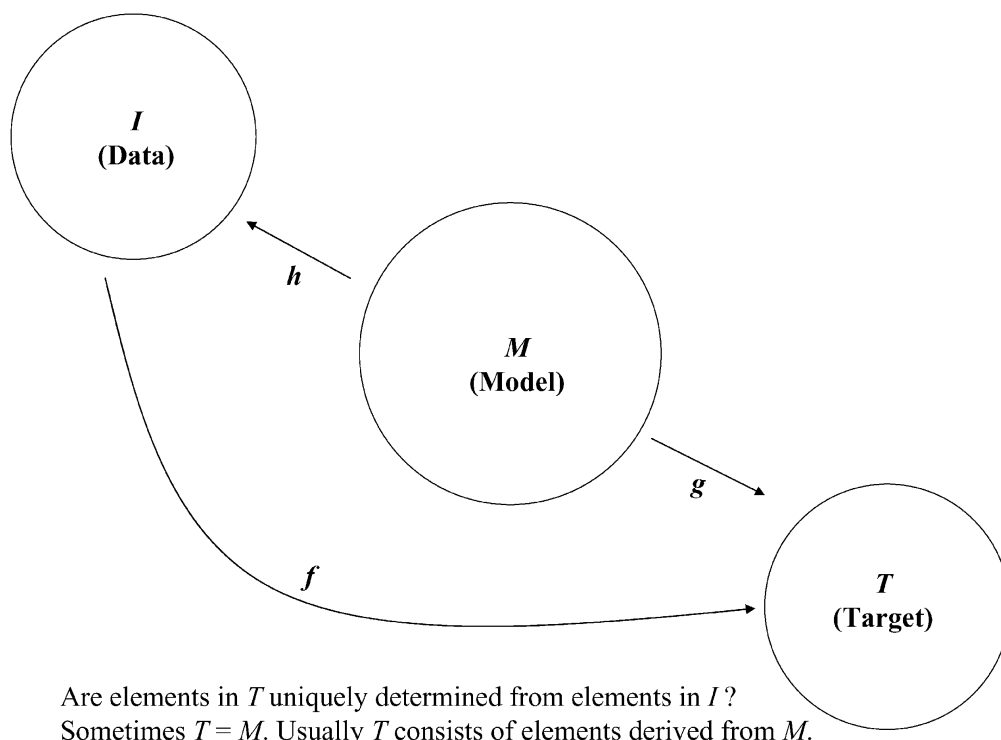 I
(Data)
h
M
(Model)
g
f
T
(Target)
Are elements in T uniquely determined from elements in I ?
Sometimes T = M. Usually T consists of elements derived from M.